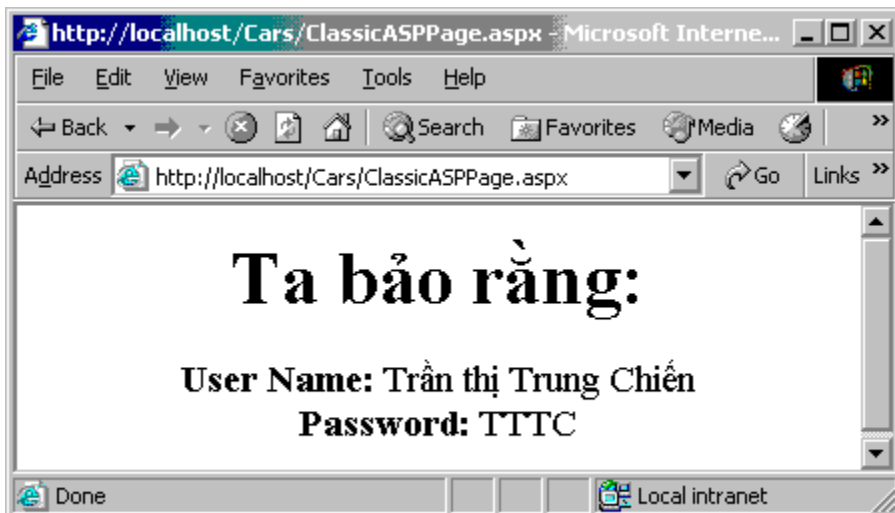 http://localhost/Cars/ClassicASPPage.aspx - Microsoft Interne...
File Edit View Favorites Tools Help
Back Search Favorites Media »
Address http://localhost/Cars/ClassicASPPage.aspx Go Links »
Ta bảo rằng:
User Name: Trần thị Trung Chiến
Password: TTTC
Done Local intranet